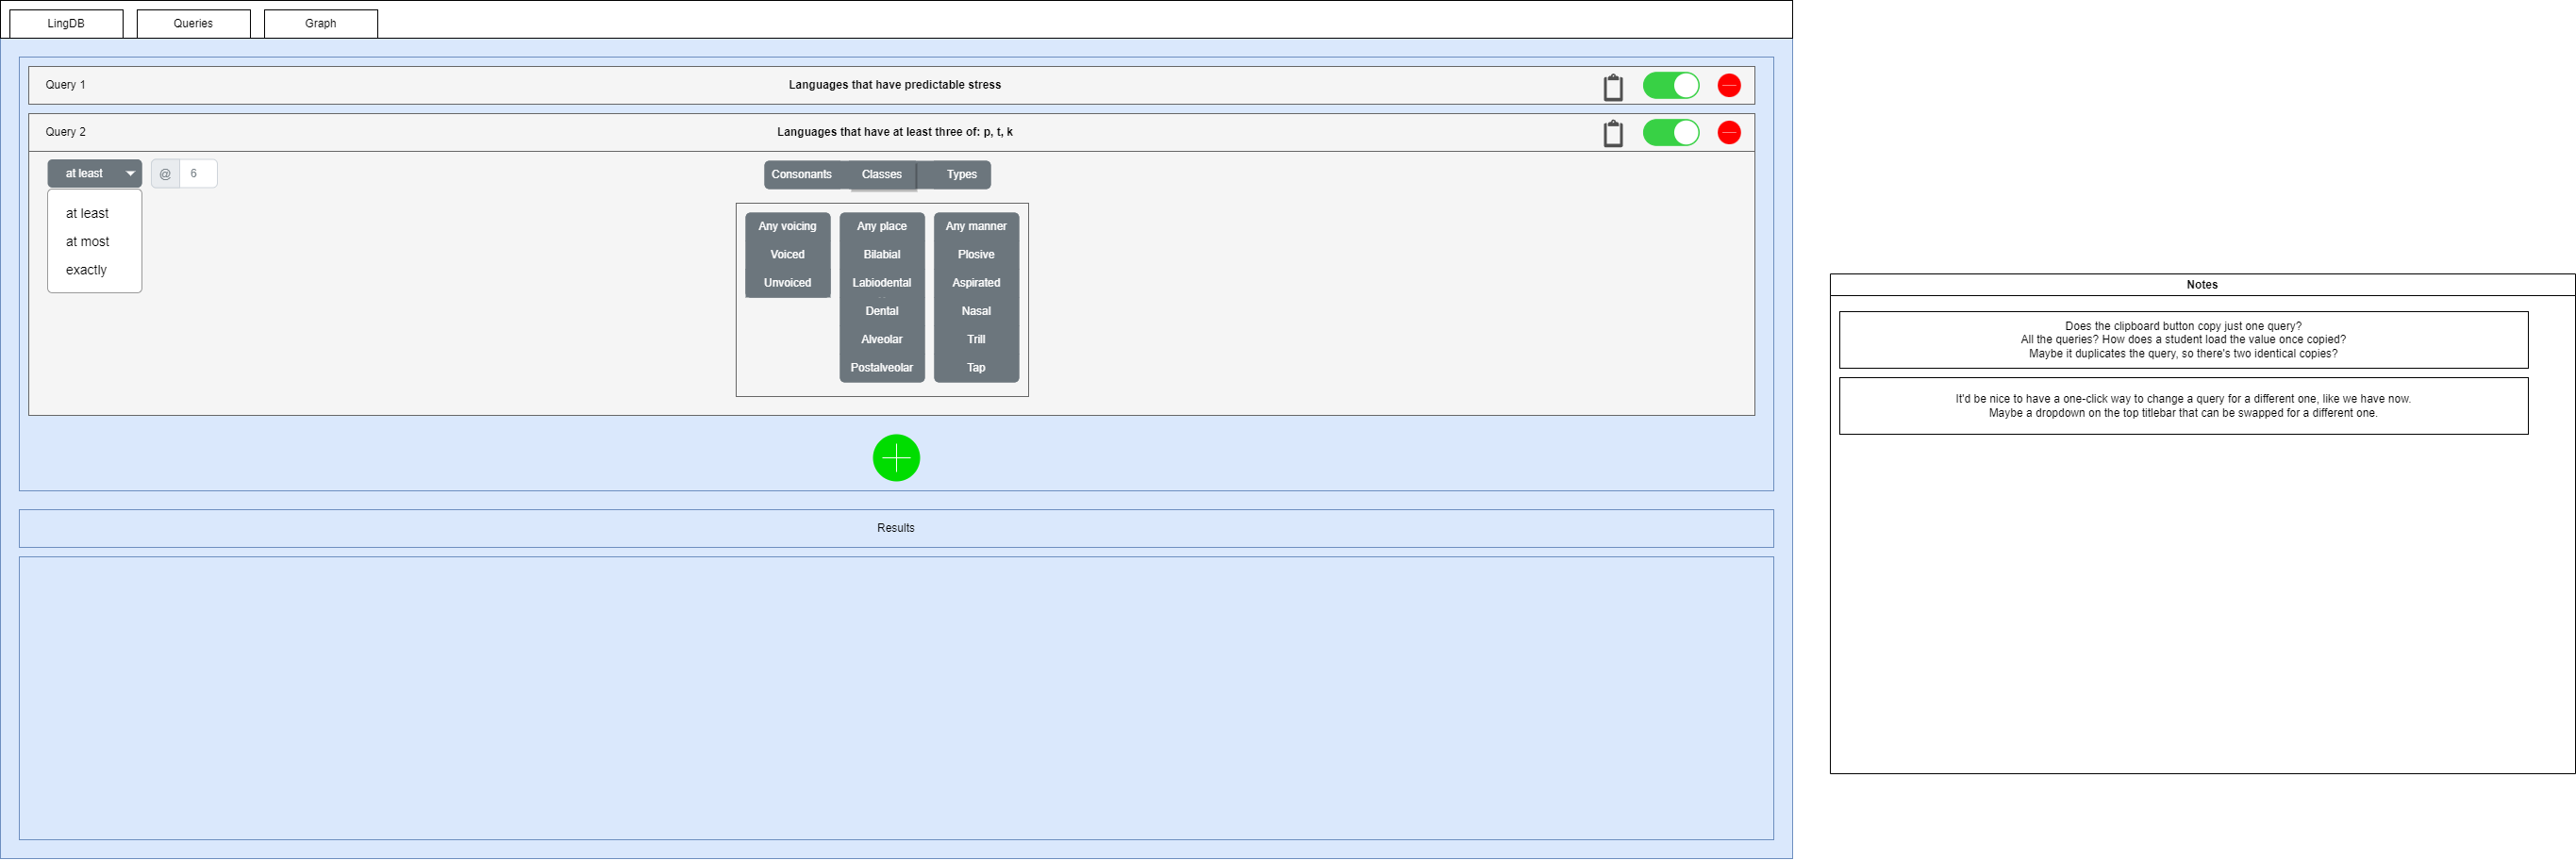 LingDB
Queries
Graph
Query 1
Languages that have predictable stress
Query 2
Languages that have at least three of: p, t, k
at least
@
6
at least
at most
exactly
Consonants
Classes
Types
Any voicing
Voiced
Unvoiced
Any place
Bilabial
Labiodental
Dental
Alveolar
Postalveolar
Any manner
Plosive
Aspirated
Nasal
Trill
Tap
Results
Notes
Does the clipboard button copy just one query?
All the queries? How does a student load the value once copied?
Maybe it duplicates the query, so there's two identical copies?
It'd be nice to have a one-click way to change a query for a different one, like we have now.
Maybe a dropdown on the top titlebar that can be swapped for a different one.